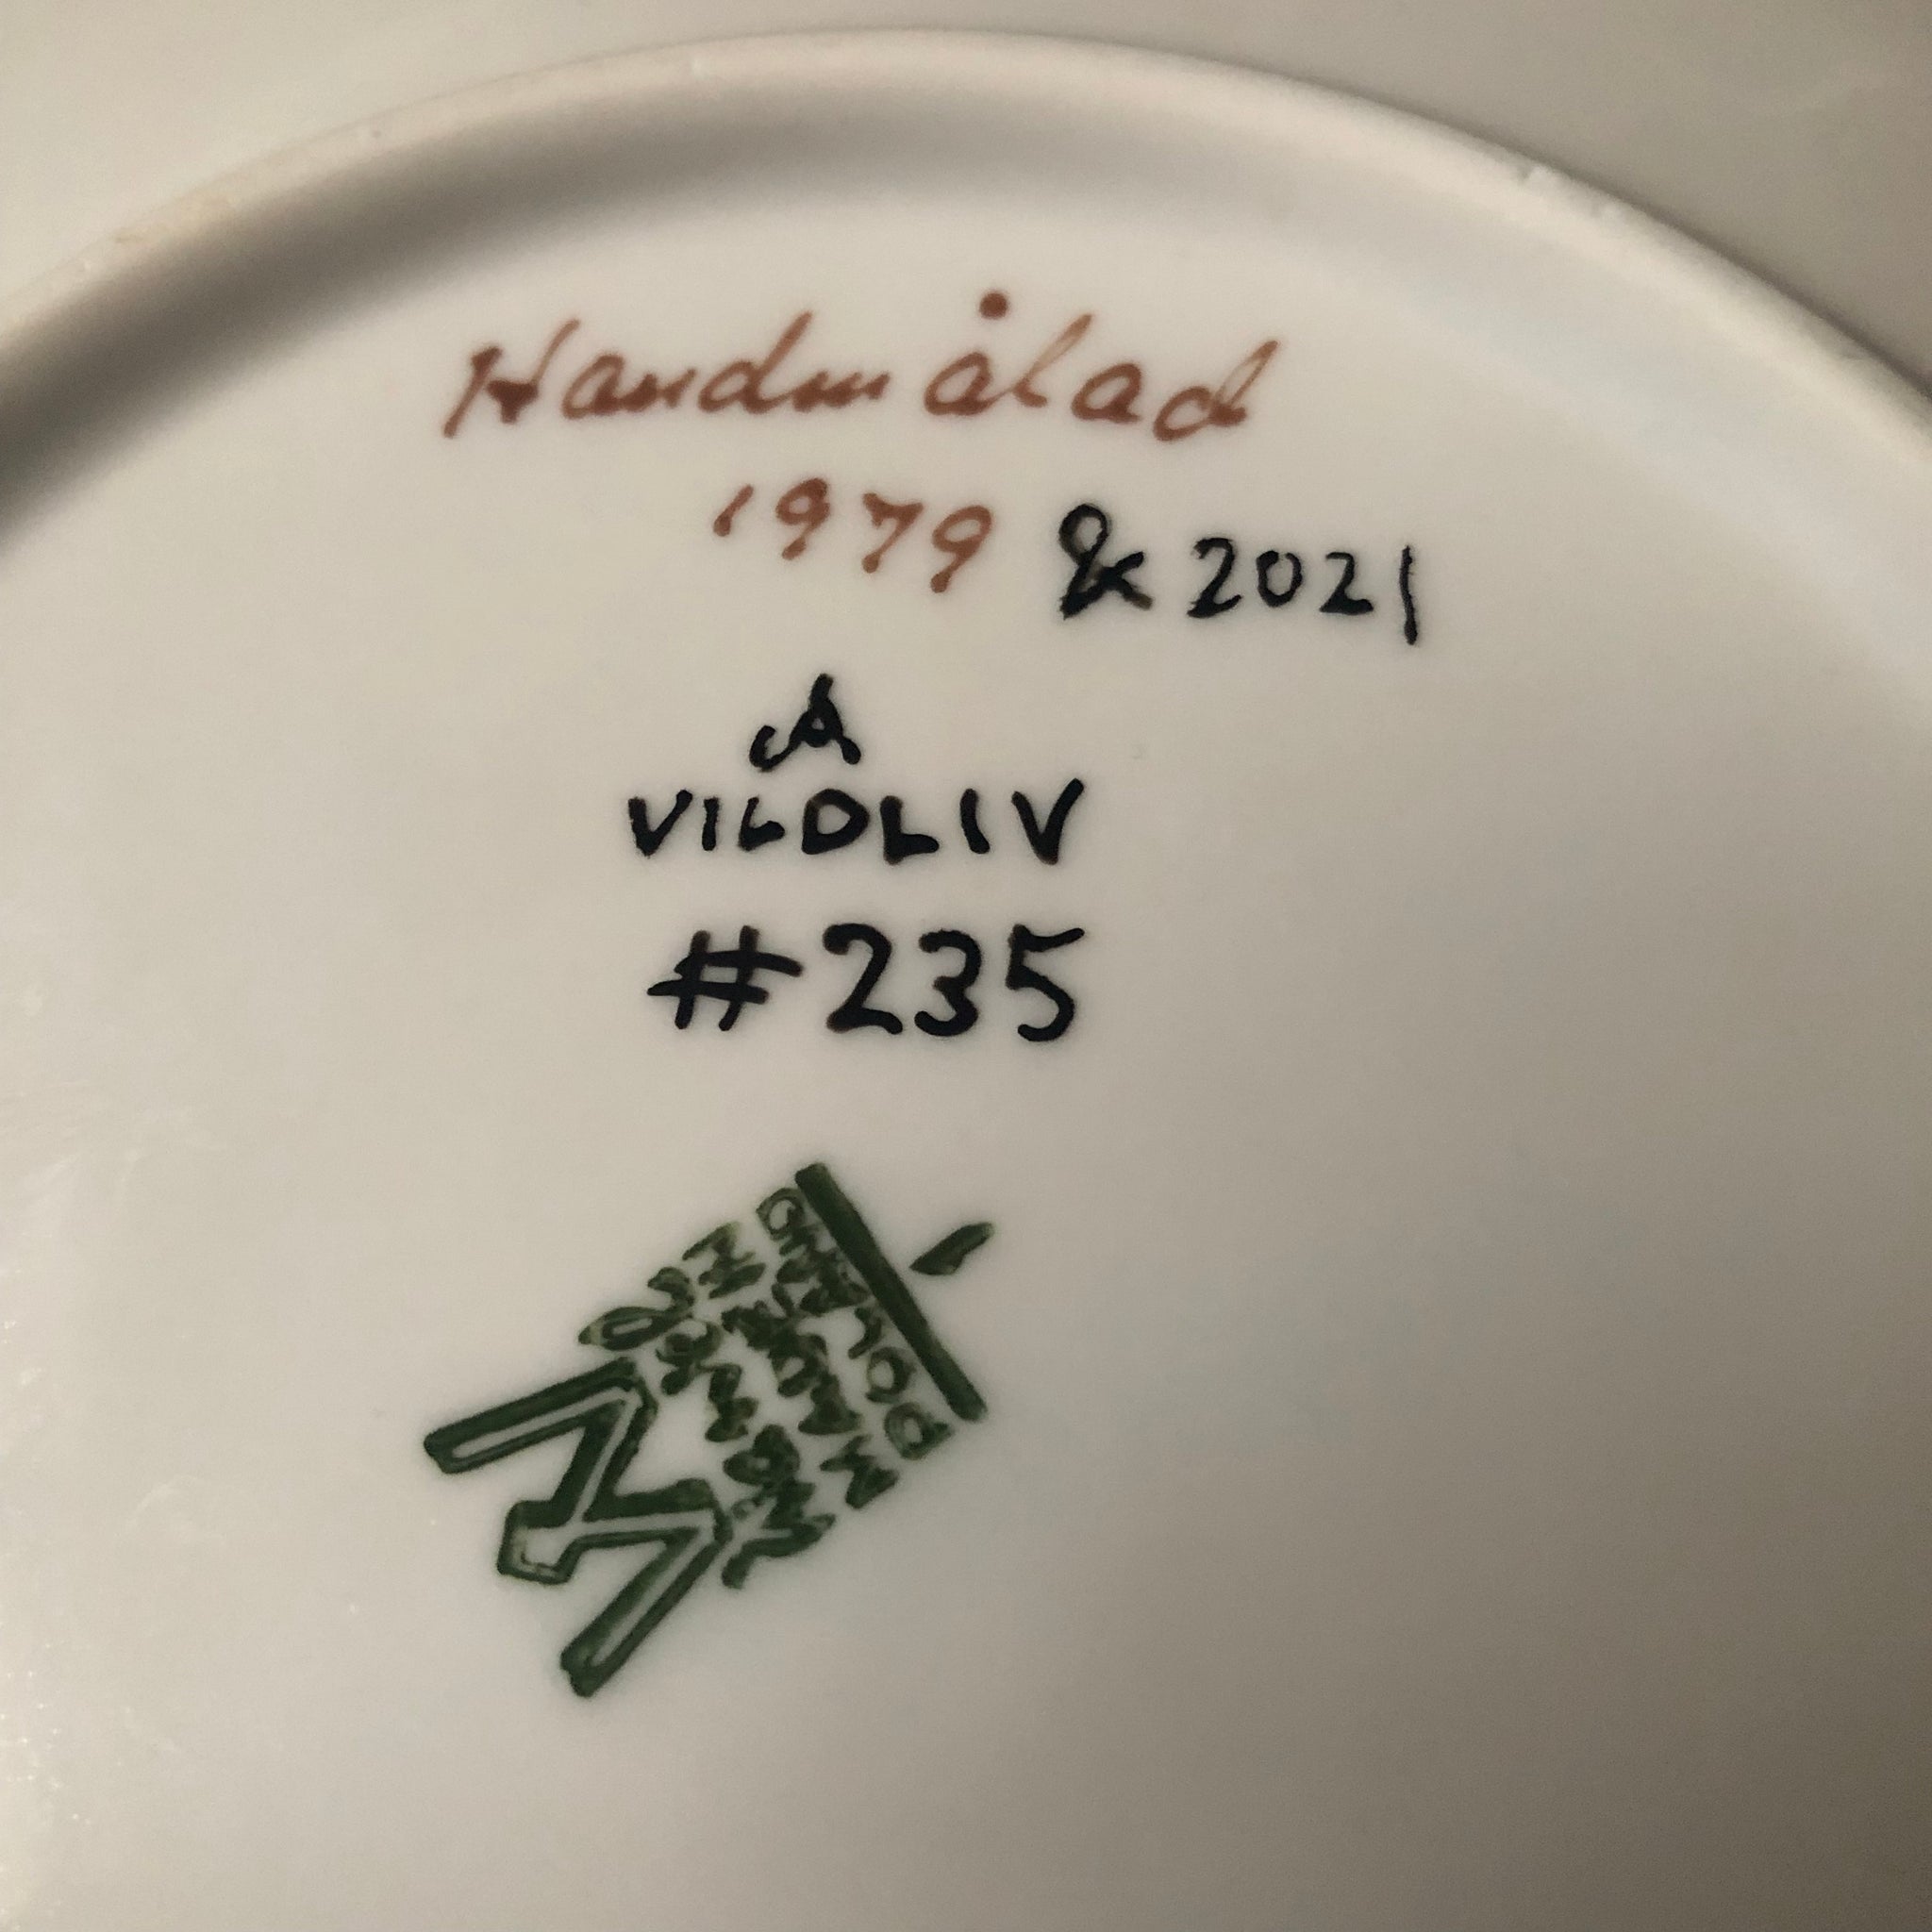 Handmålad
1979 & 2021
A
VILDLIV
#235